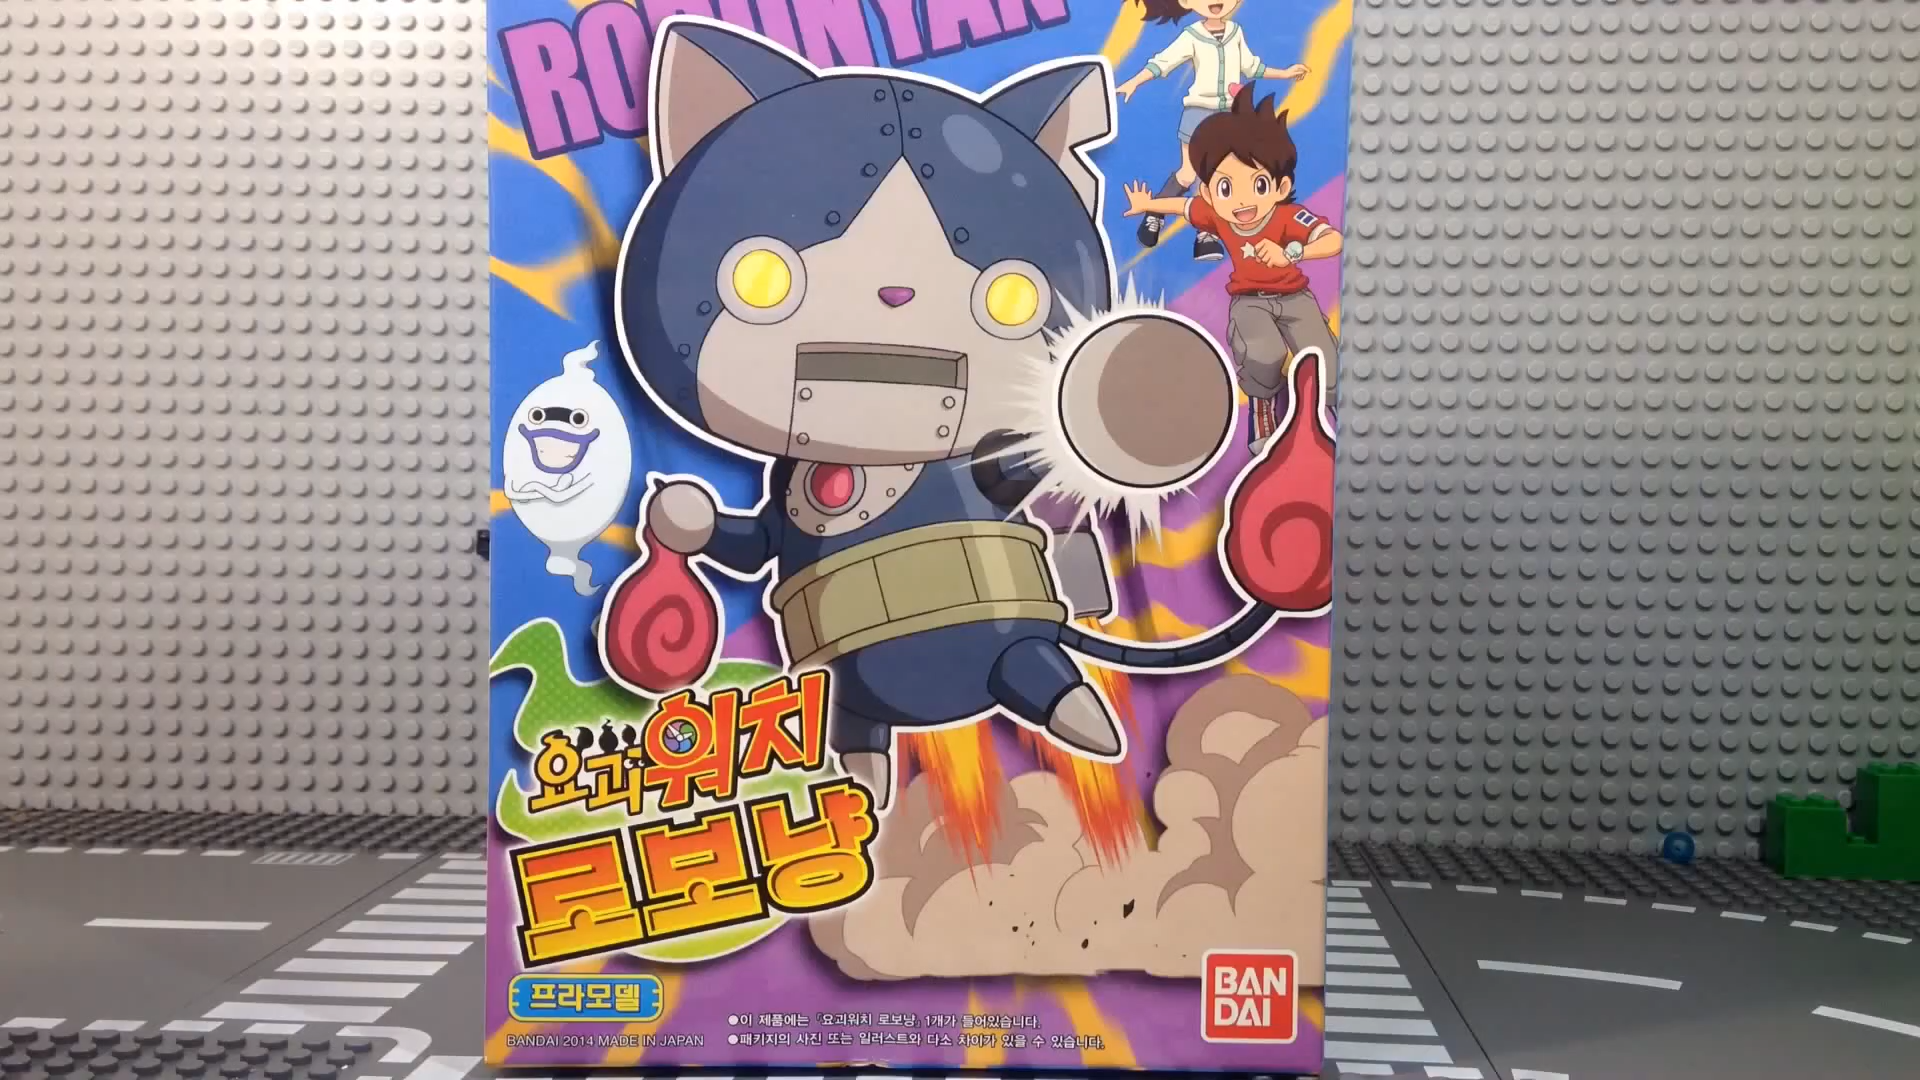 ROBONYAN
요괴워치
로보냥
프라모델
BANDAI 2014 MADE IN JAPAN
●이 제품에는 「요괴워치 로보냥」 1개가 들어있습니다.
●패키지의 사진 또는 일러스트와 다소 차이가 있을 수 있습니다.
BAN
DAI